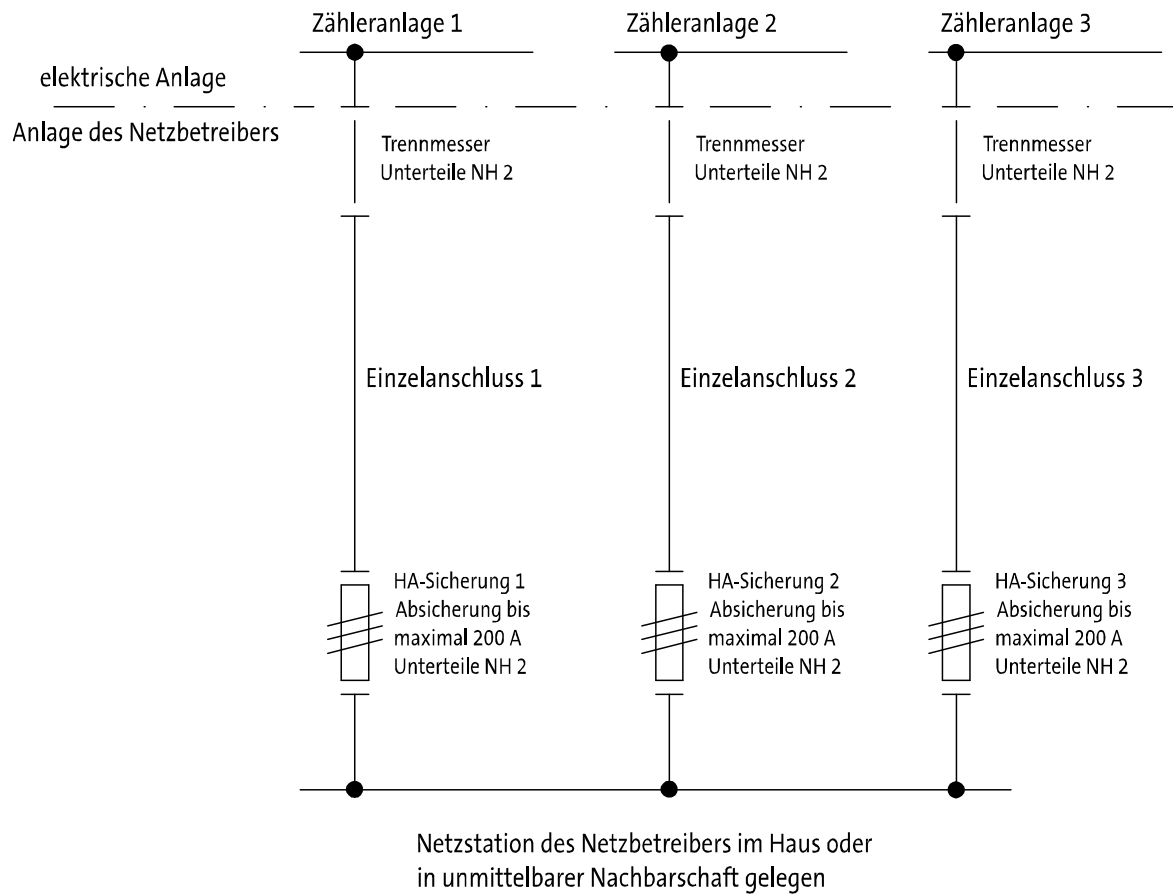 Zähleranlage 1
Zähleranlage 2
Zähleranlage 3
elektrische Anlage
Anlage des Netzbetreibers
Trennmesser
Unterteile NH 2
Trennmesser
Unterteile NH 2
Trennmesser
Unterteile NH 2
Einzelanschluss 1
Einzelanschluss 2
Einzelanschluss 3
HA-Sicherung 1
Absicherung bis
maximal 200 A
Unterteile NH 2
HA-Sicherung 2
Absicherung bis
maximal 200 A
Unterteile NH 2
HA-Sicherung 3
Absicherung bis
maximal 200 A
Unterteile NH 2
Netzstation des Netzbetreibers im Haus oder
in unmittelbarer Nachbarschaft gelegen